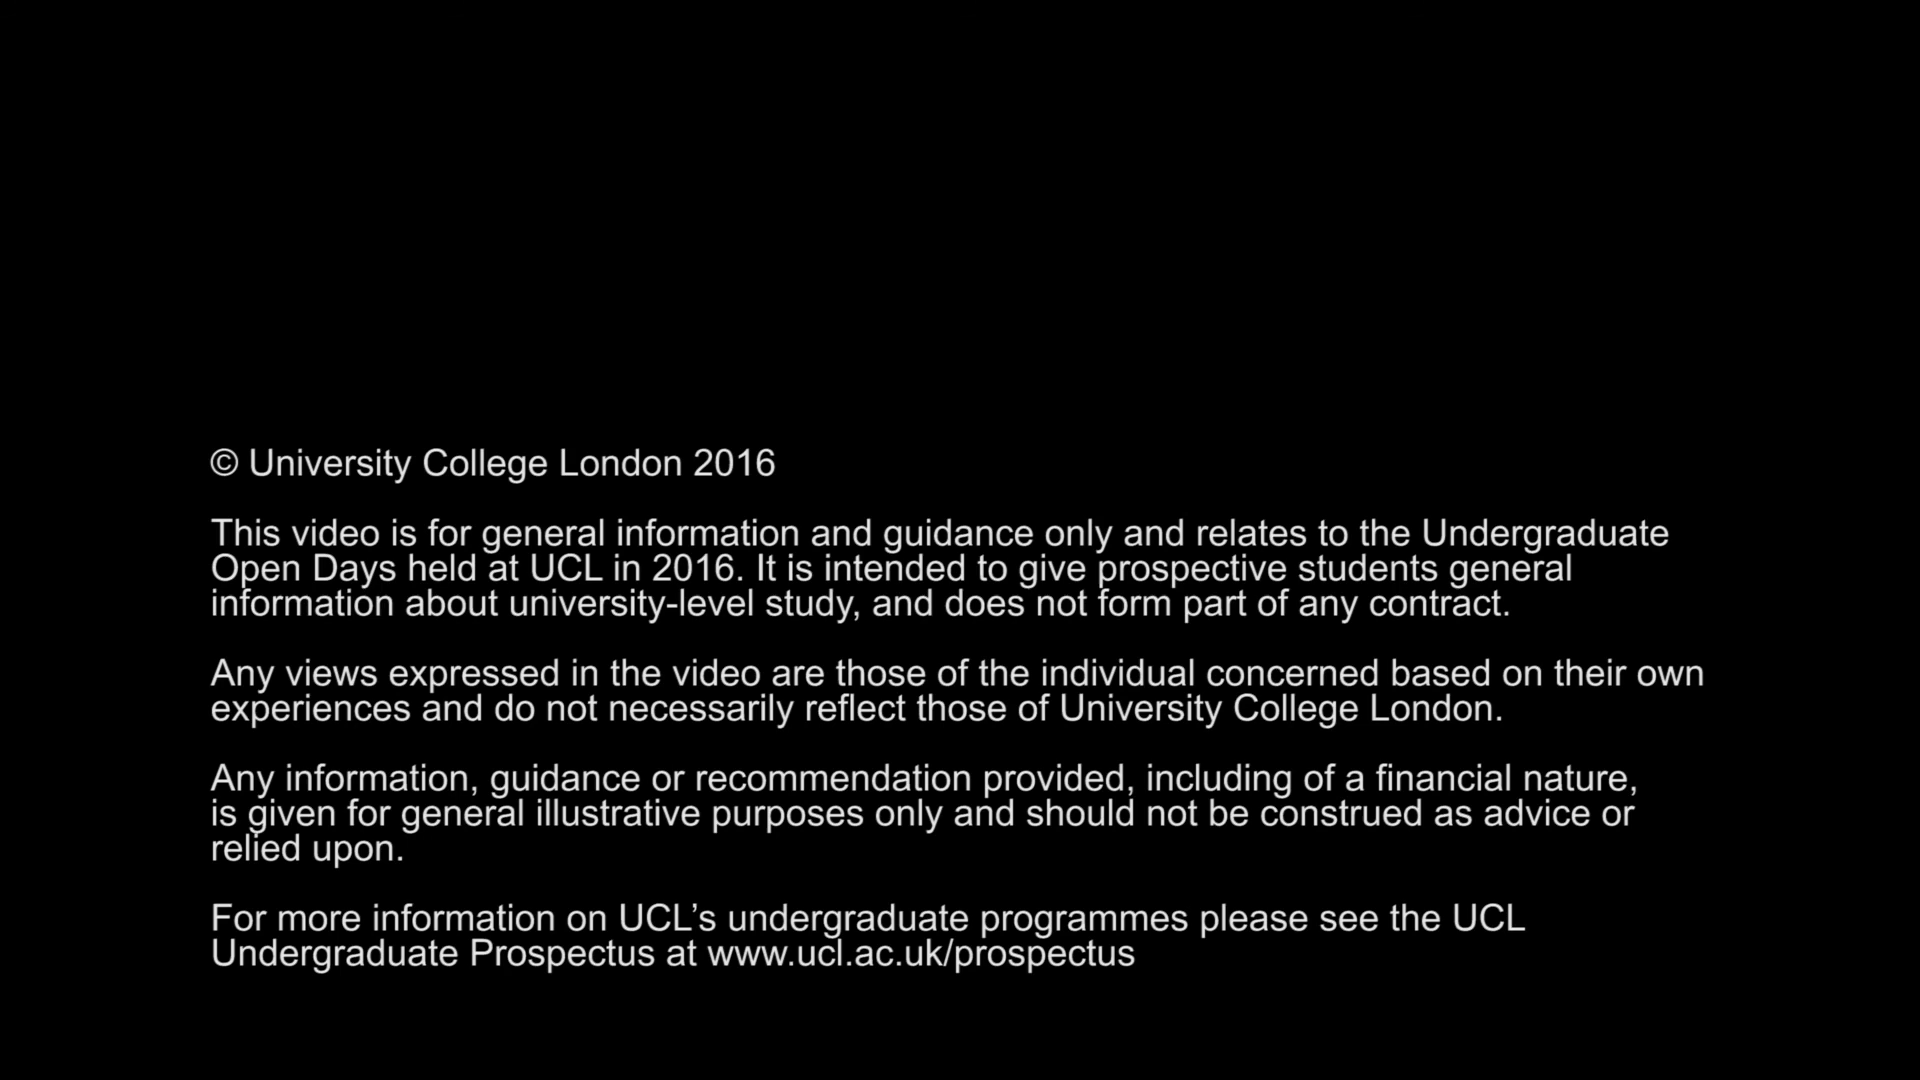 © University College London 2016
This video is for general information and guidance only and relates to the Undergraduate
Open Days held at UCL in 2016. It is intended to give prospective students general
information about university-level study, and does not form part of any contract.
Any views expressed in the video are those of the individual concerned based on their own
experiences and do not necessarily reflect those of University College London.
Any information, guidance or recommendation provided, including of a financial nature,
is given for general illustrative purposes only and should not be construed as advice or
relied upon.
For more information on UCL’s undergraduate programmes please see the UCL
Undergraduate Prospectus at www.ucl.ac.uk/prospectus